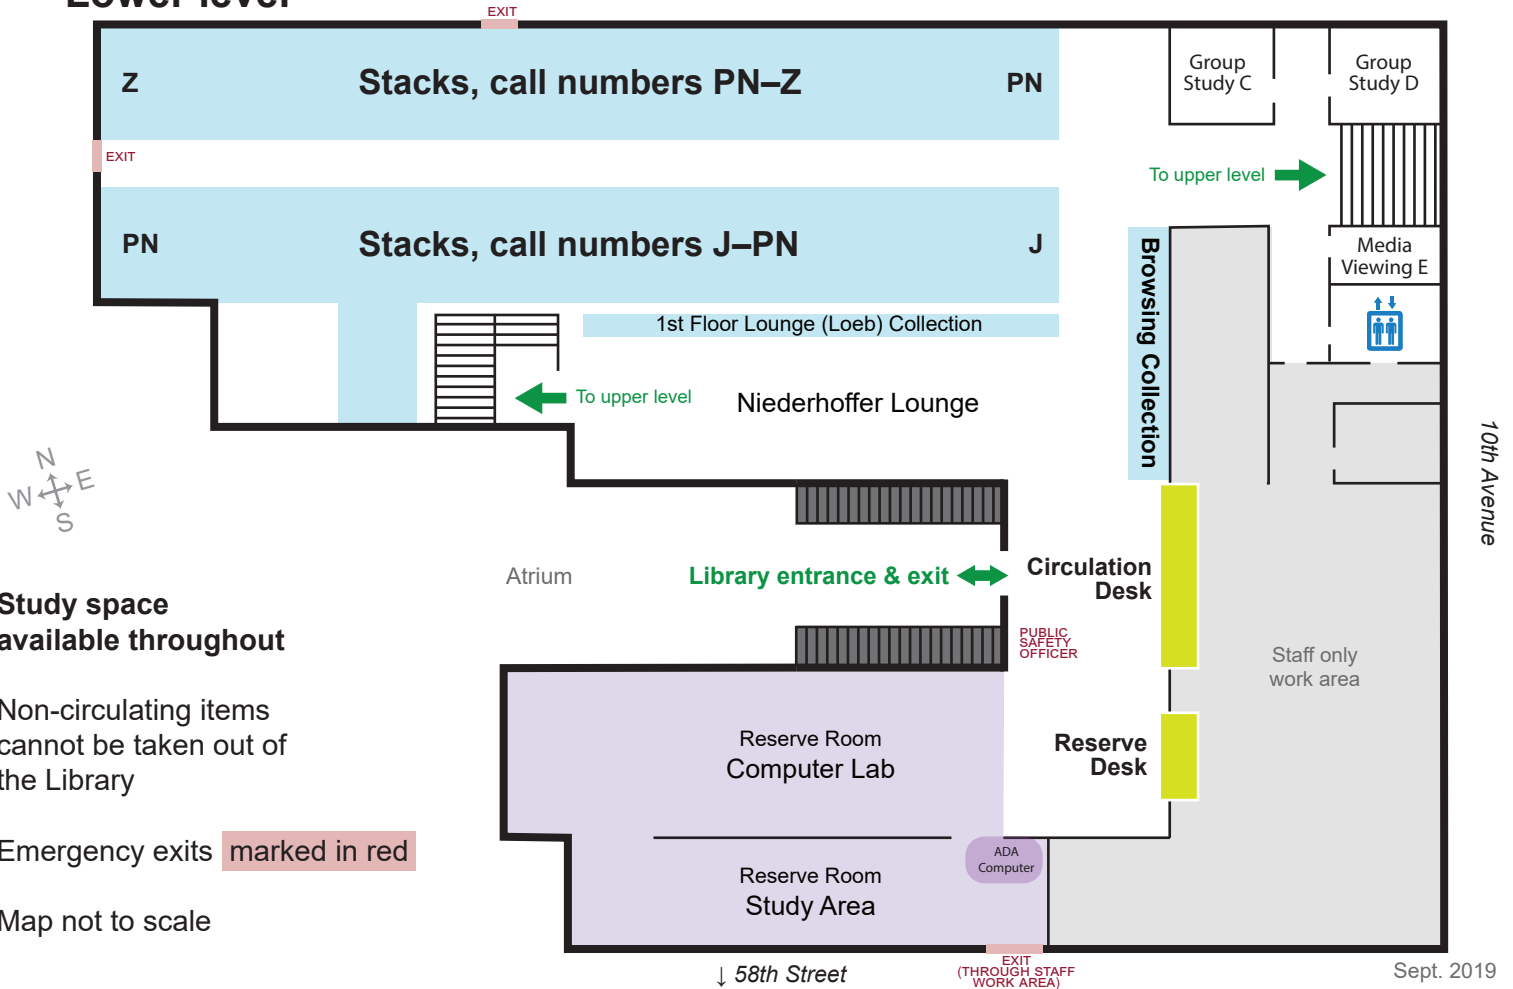 Lower level
EXIT
Z
Stacks, call numbers PN–Z
PN
Group
Study C
Group
Study D
EXIT
To upper level
PN
Stacks, call numbers J–PN
J
Browsing Collection
Media
Viewing E
1st Floor Lounge (Loeb) Collection
To upper level
Niederhoffer Lounge
10th Avenue
N
W
E
S
Atrium
Library entrance & exit
Circulation
Desk
Study space
available throughout
PUBLIC
SAFETY
OFFICER
Staff only
work area
Non-circulating items
cannot be taken out of
the Library
Reserve Room
Computer Lab
Reserve
Desk
Emergency exits marked in red
ADA
Computer
Reserve Room
Study Area
Map not to scale
↓ 58th Street
EXIT
(THROUGH STAFF
WORK AREA)
Sept. 2019